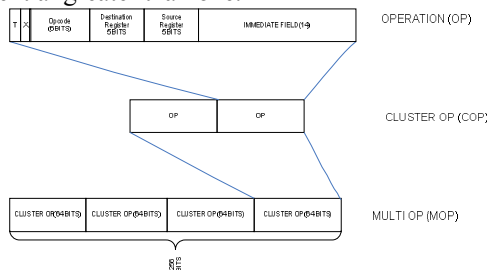 T X Opcode (6BITS) Destination Register 5BITS Source Register 5BITS IMMEDIATE FIELD(14)
OPERATION (OP)
OP OP
CLUSTER OP (COP)
CLUSTER OP(64BITS) CLUSTER OP(64BITS) CLUSTER OP(64BITS) CLUSTER OP(64BITS)
MULTI OP (MOP)
256 BITS